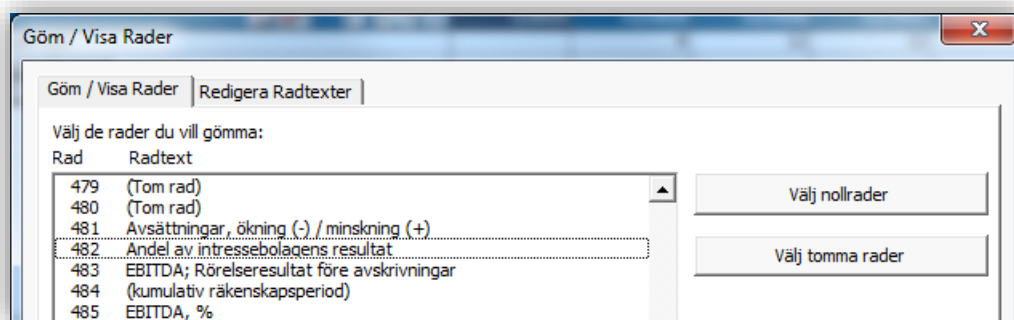 Göm / Visa Rader
Göm / Visa Rader Redigera Radtexter
Välj de rader du vill gömma:
Rad Radtext
479 (Tom rad)
480 (Tom rad)
481 Avsättningar, ökning (-) / minskning (+)
482 Andel av intressebolagens resultat
483 EBITDA; Rörelseresultat före avskrivningar
484 (kumulativ räkenskapsperiod)
485 EBITDA, %
Välj nollrader
Välj tomma rader